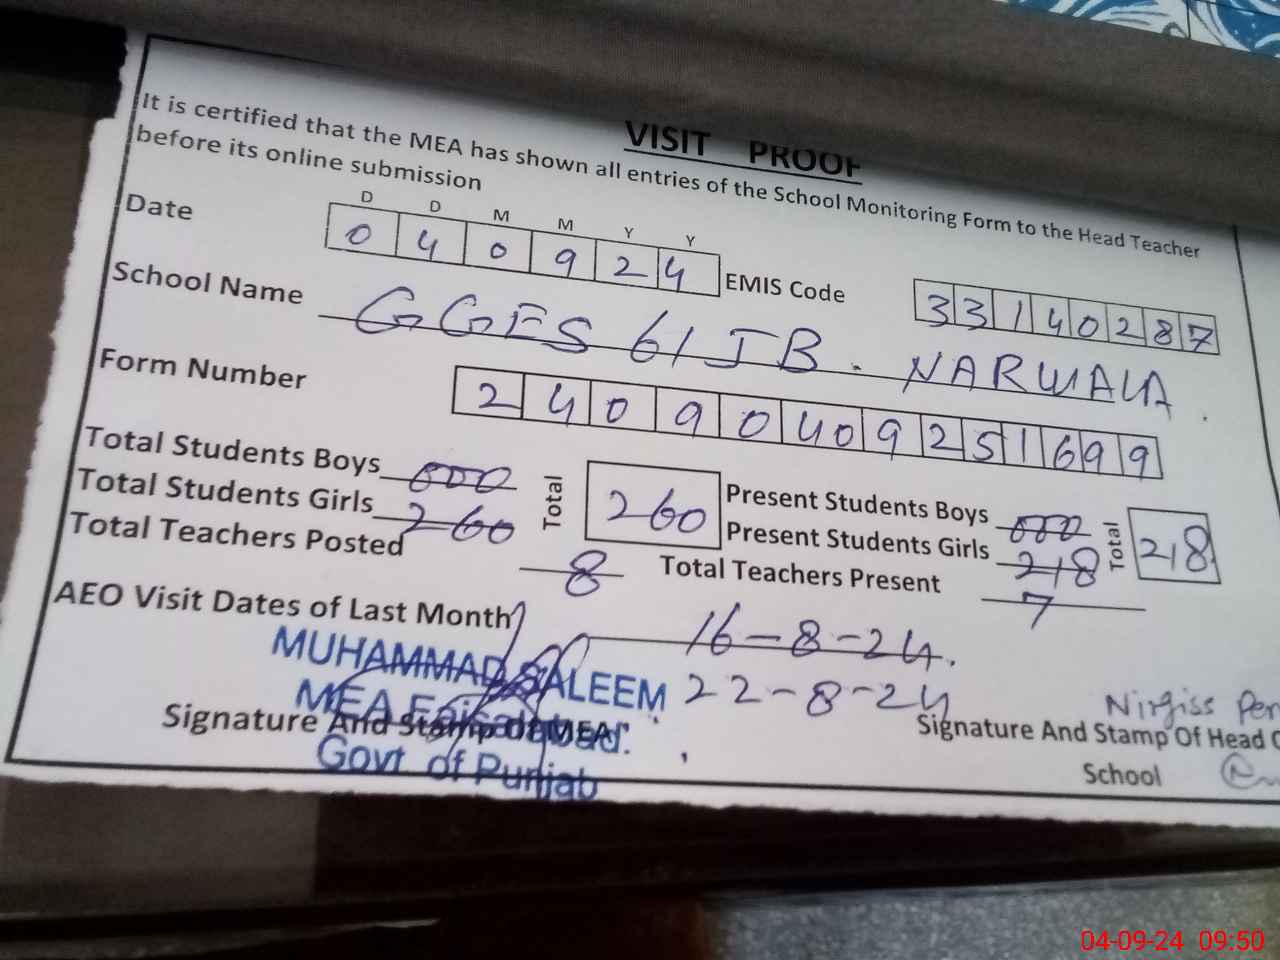 VISIT PROOF
It is certified that the MEA has shown all entries of the School Monitoring Form to the Head Teacher
before its online submission
D D M M Y Y
Date 0 4 0 9 2 4 EMIS Code 3 3 1 4 0 2 8 7
School Name GGES 61 JB. NARWALA
Form Number 2 4 0 9 0 4 0 9 2 5 1 6 9 9
Total Students Boys 000 Total 260 Present Students Boys 000 Total 218
Total Students Girls 260 Present Students Girls 218
Total Teachers Posted 8 Total Teachers Present 7
AEO Visit Dates of Last Month 16-8-24.
22-8-24
MUHAMMAD SALEEM
MEA Faisalabad.
Govt of Punjab
Signature And Stamp Of MEA
Nirgiss Per
Signature And Stamp Of Head
School
04-09-24 09:50